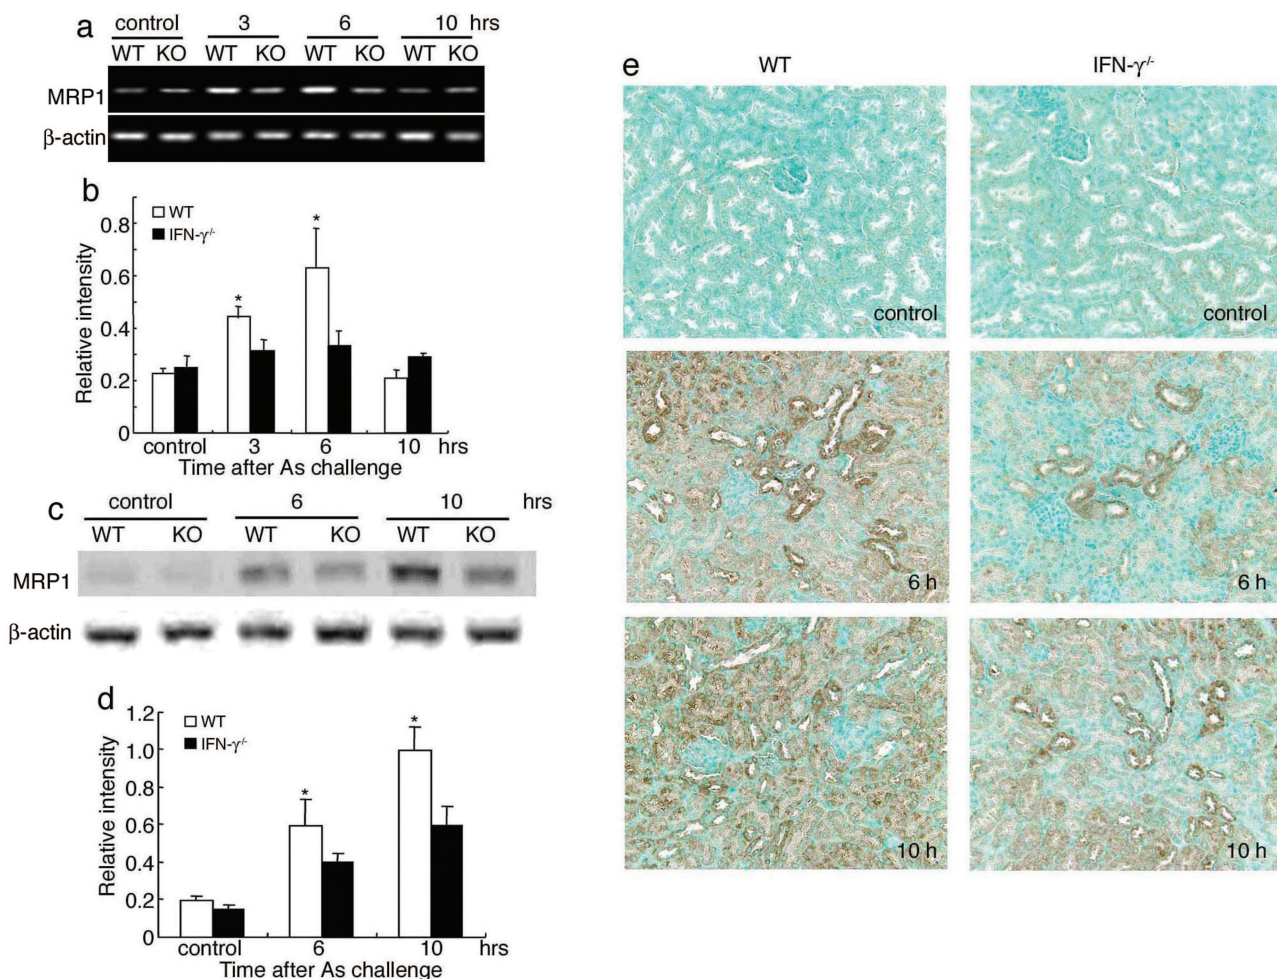 a
control 3 6 10 hrs
WT KO WT KO WT KO WT KO
MRP1
β-actin
b
WT
IFN-γ-/-
0.8
0.6
0.4
0.2
0
Relative intensity
control 3 6 10 hrs
Time after As challenge
c
control 6 10 hrs
WT KO WT KO WT KO
MRP1
β-actin
d
WT
IFN-γ-/-
1.2
1.0
0.8
0.6
0.4
0.2
0
Relative intensity
* *
control 6 10 hrs
Time after As challenge
e
WT IFN-γ-/-
control control
6 h 6 h
10 h 10 h